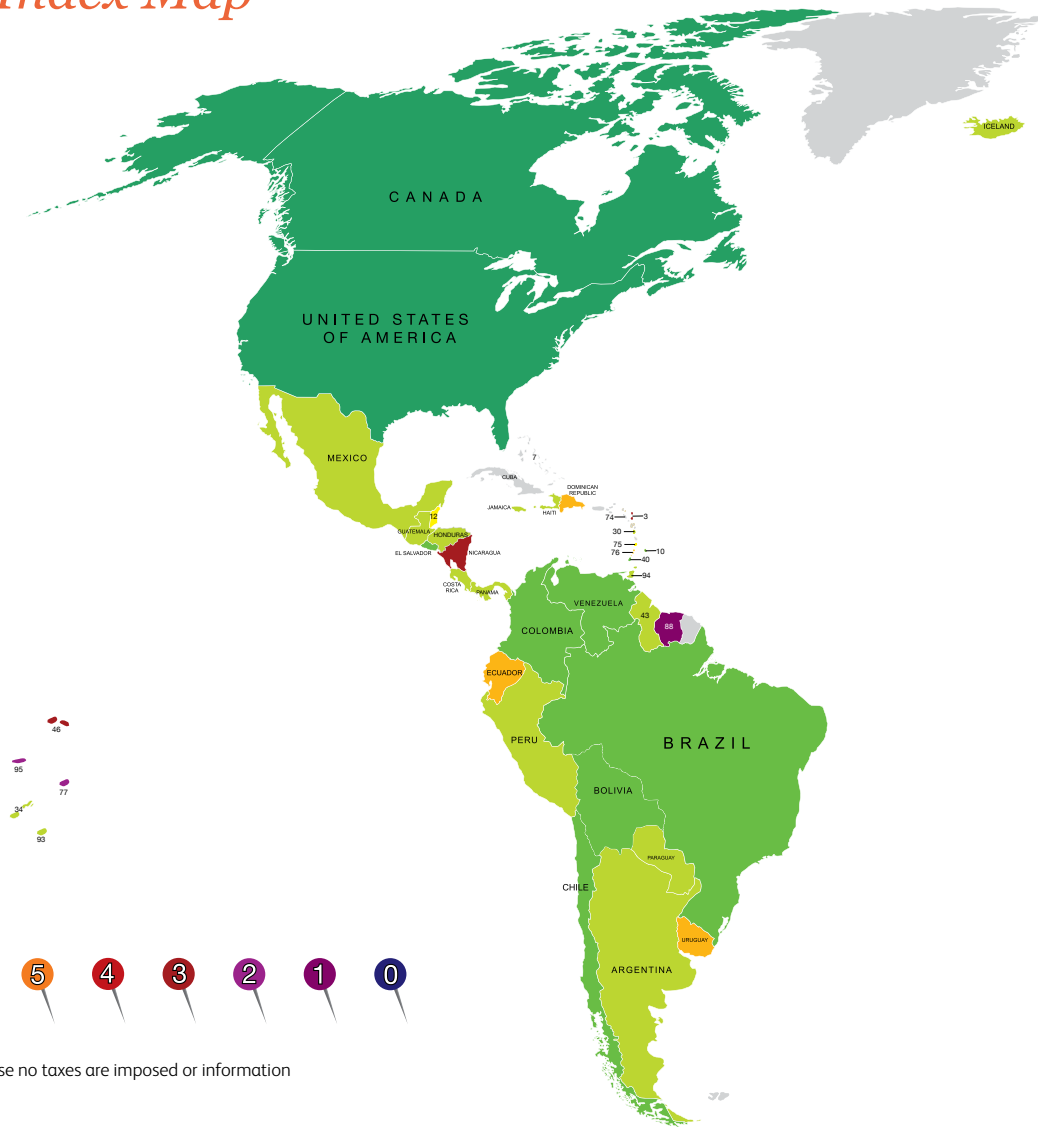 Index Map
ICELAND
CANADA
UNITED STATES
OF AMERICA
MEXICO
7
CUBA
DOMINICAN
REPUBLIC
JAMAICA
HAITI
12
74
3
30
GUATEMALA
HONDURAS
75
10
EL SALVADOR
NICARAGUA
76
40
94
COSTA
RICA
PANAMA
VENEZUELA
43
88
COLOMBIA
ECUADOR
46
PERU
BRAZIL
95
77
BOLIVIA
34
93
PARAGUAY
CHILE
URUGUAY
ARGENTINA
5 4 3 2 1 0
se no taxes are imposed or information